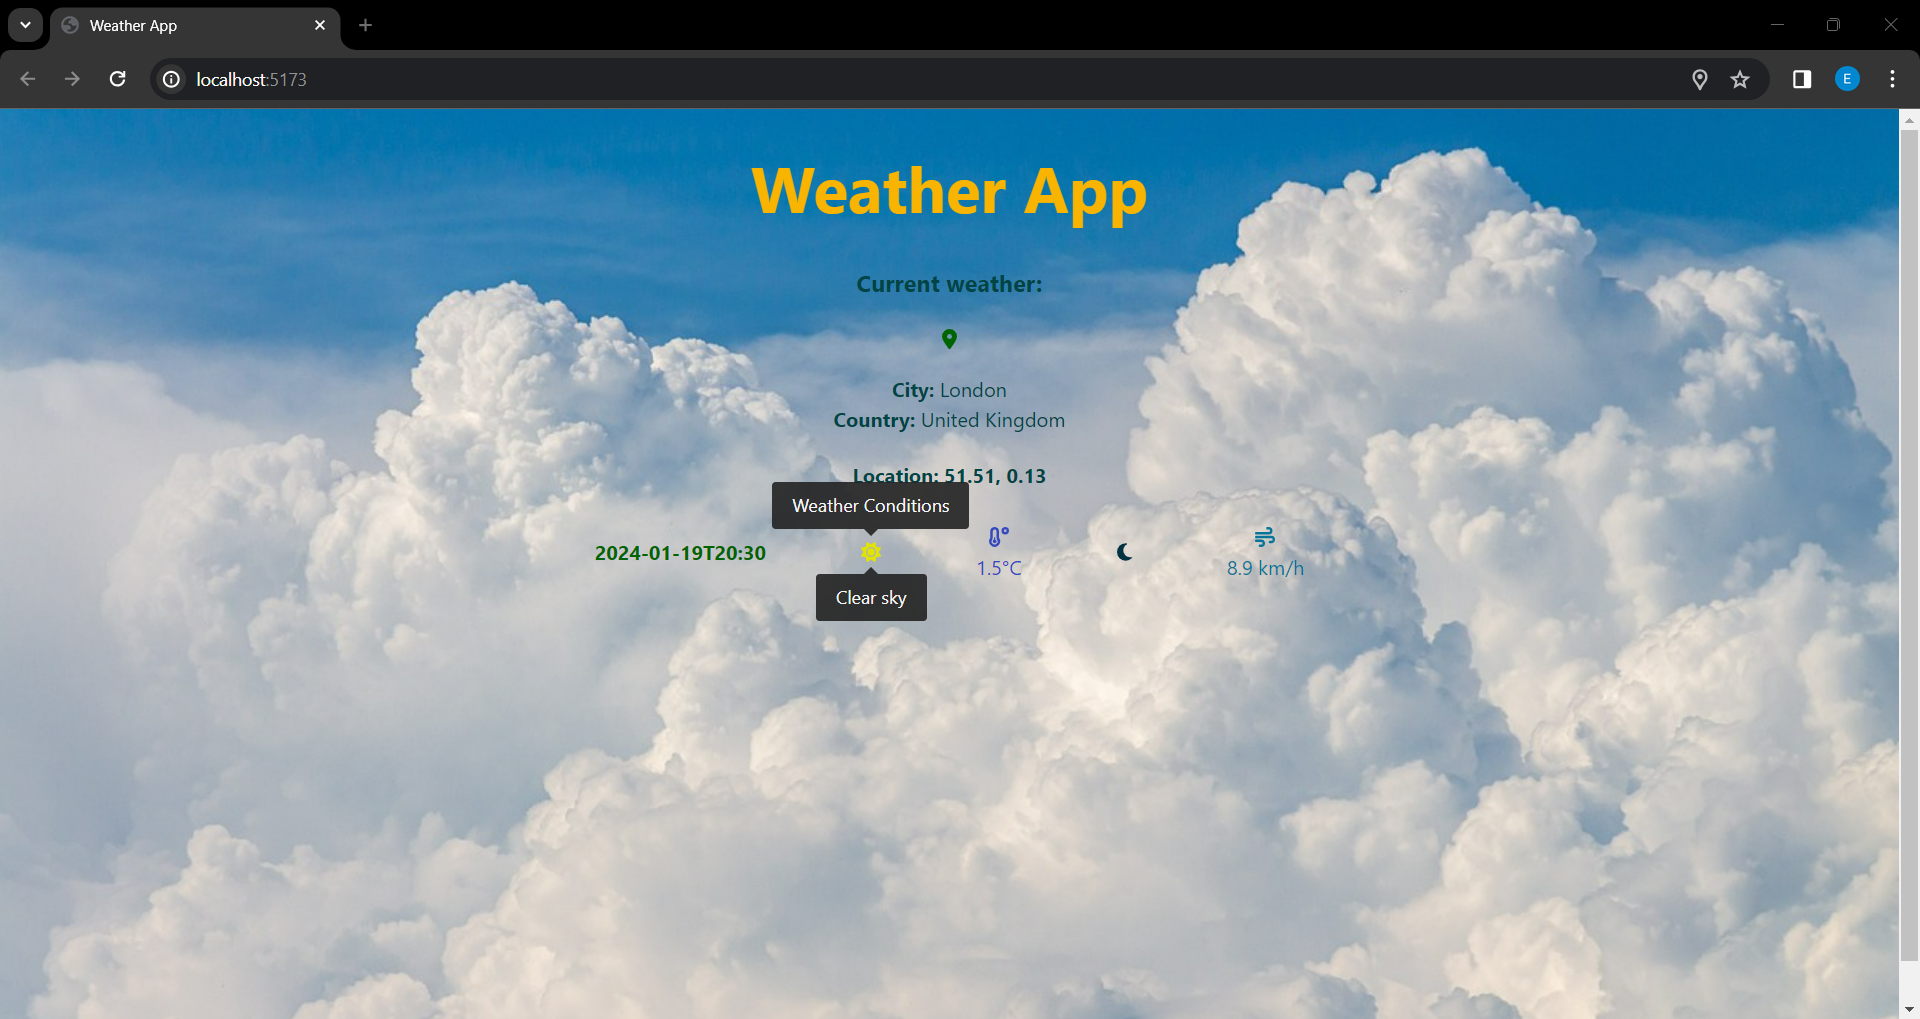 Weather App
localhost:5173
E
Weather App
Current weather:
City: London
Country: United Kingdom
Location: 51.51, 0.13
Weather Conditions
2024-01-19T20:30
1.5°C
8.9 km/h
Clear sky